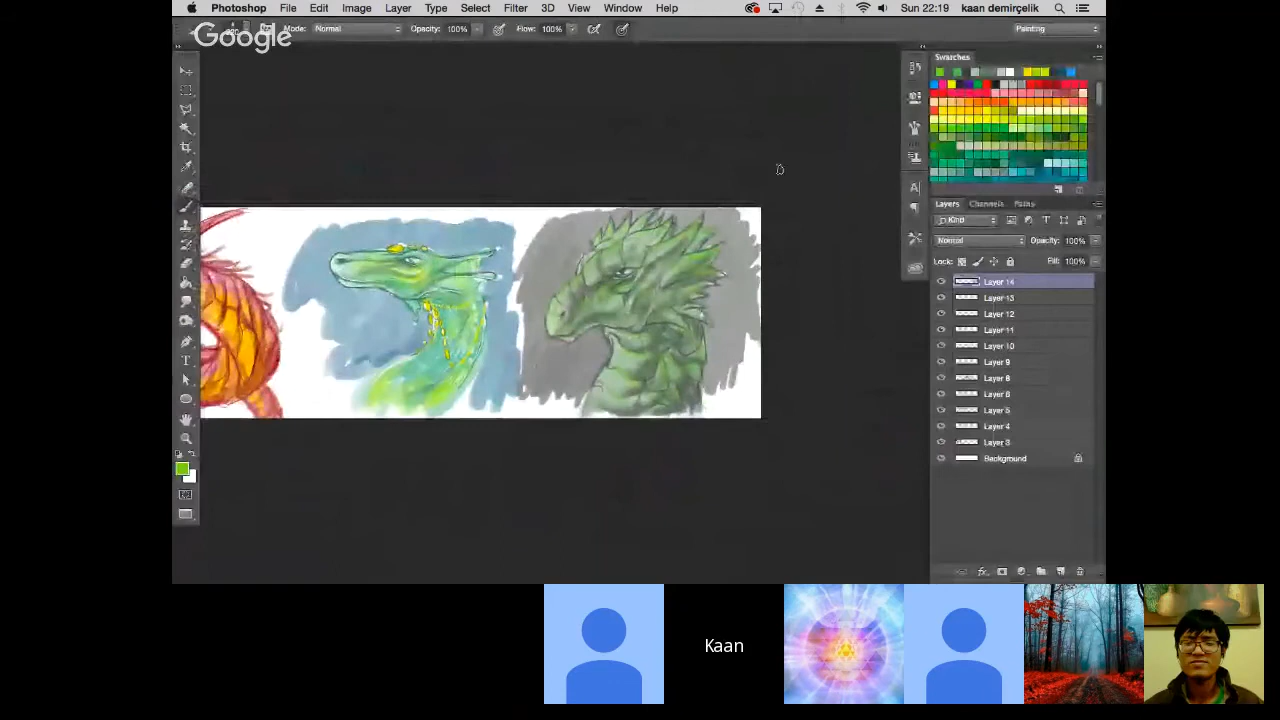 Photoshop File Edit Image Layer Type Select Filter 3D View Window Help Sun 22:19 kaan demirçelik
Google
Mode: Normal Opacity: 100% Flow: 100% Painting
Swatches
Layers Channels Paths
Kind
Normal Opacity: 100%
Lock: Fill: 100%
Layer 14
Layer 13
Layer 12
Layer 11
Layer 10
Layer 9
Layer 8
Layer 6
Layer 5
Layer 4
Layer 3
Background
Kaan